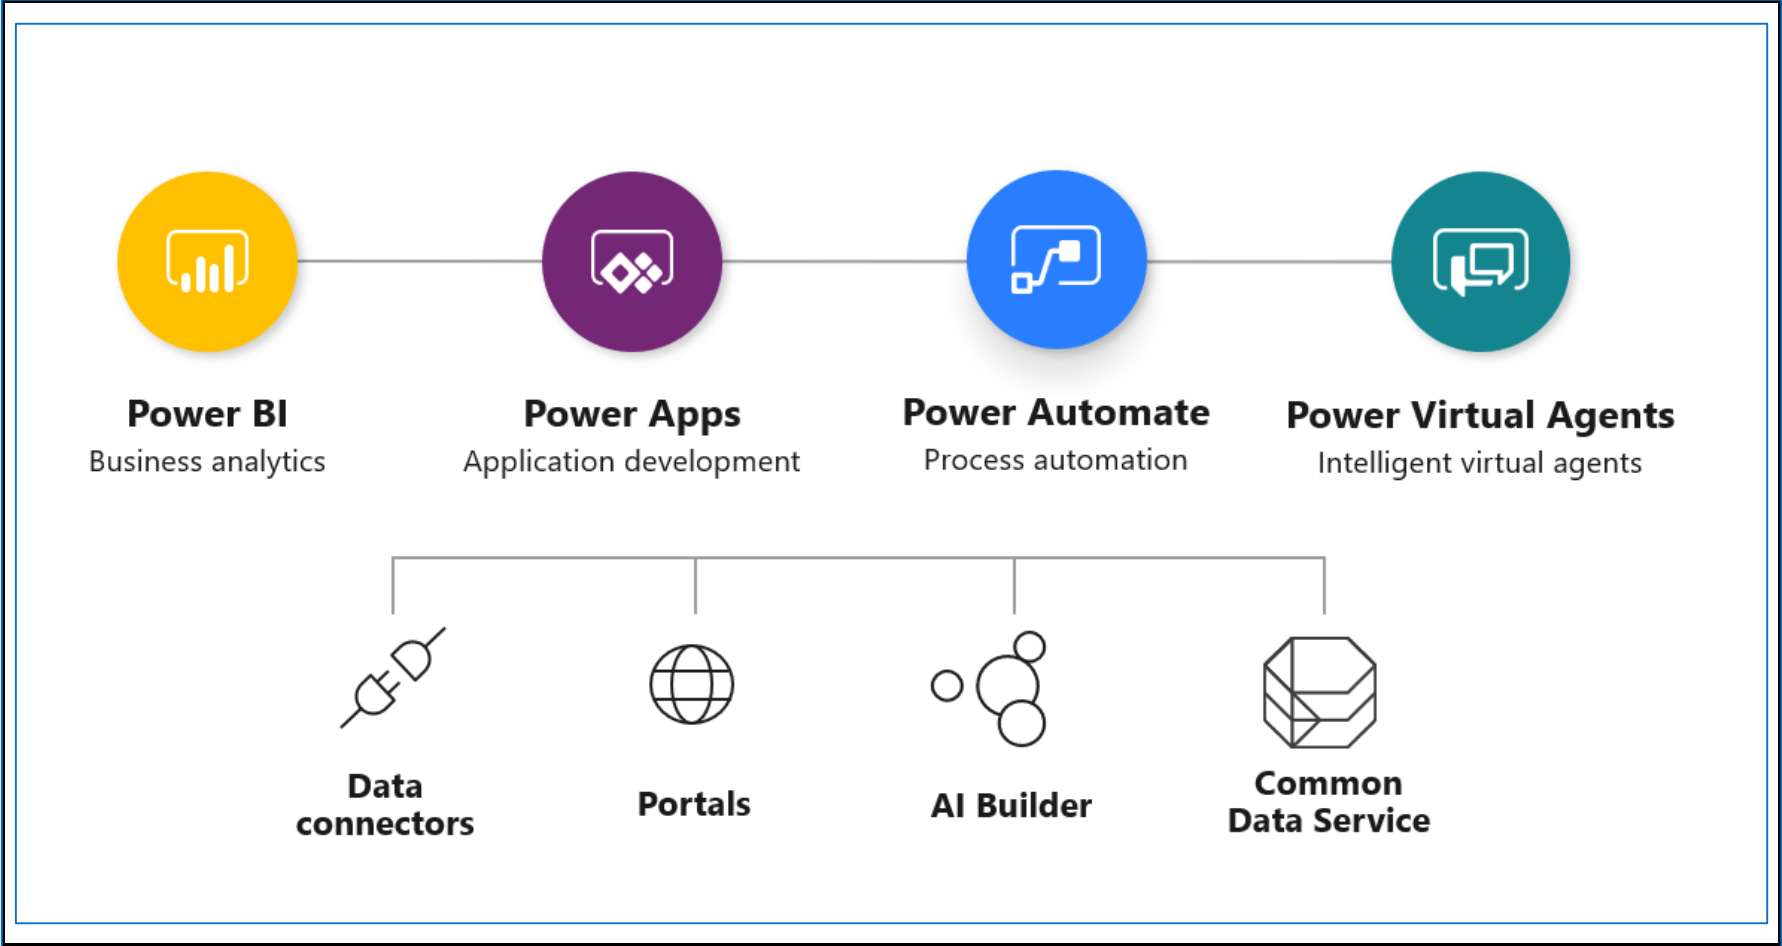 Power BI
Business analytics
Power Apps
Application development
Power Automate
Process automation
Power Virtual Agents
Intelligent virtual agents
Data
connectors
Portals
AI Builder
Common
Data Service